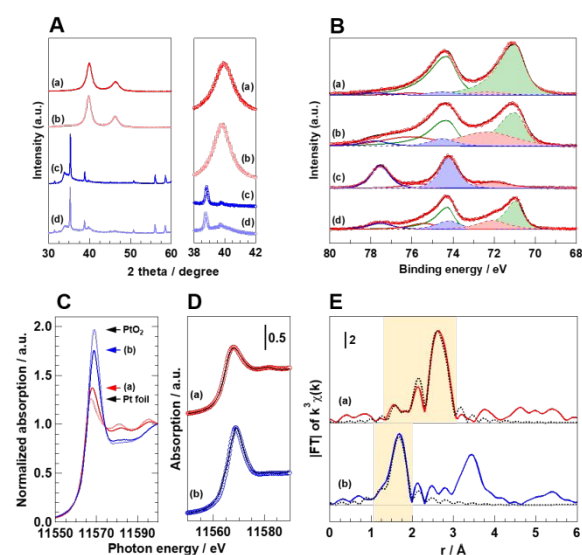 A
(a)
(b)
(c)
(d)
Intensity (a.u.)
30 40 50 60
38 40 42
2 theta / degree
(a)
(b)
(c)
(d)
B
(a)
(b)
(c)
(d)
Intensity (a.u.)
80 78 76 74 72 70 68
Binding energy / eV
C
2.0
1.5
1.0
0.5
0.0
PtO2
(b)
(a)
Pt foil
Normalized absorption / a.u.
11550 11570 11590
Photon energy / eV
D
0.5
(a)
(b)
Absorption / a.u.
11560 11580
E
2
(a)
(b)
|FT| of k3 χ(k)
0 1 2 3 4 5 6
r / Å